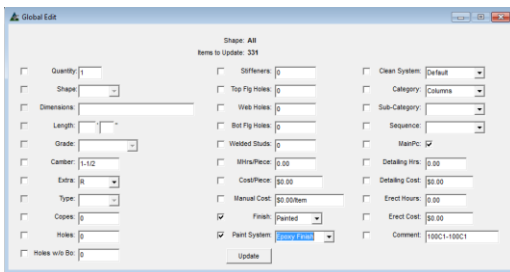 Global Edit
Shape: All
Items to Update: 331
Quantity: 1
Stiffeners: 0
Clean System: Default
Shape:
Top Flg Holes: 0
Category: Columns
Dimensions:
Web Holes: 0
Sub-Category:
Length: ' "
Bot Flg Holes: 0
Sequence:
Grade:
Welded Studs: 0
MainPc:
Camber: 1-1/2
MHrs/Piece: 0.00
Detailing Hrs: 0.00
Extra: R
Cost/Piece: $0.00
Detailing Cost: $0.00
Type:
Manual Cost: $0.00/Item
Erect Hours: 0.00
Copes: 0
Finish: Painted
Erect Cost: $0.00
Holes: 0
Paint System: Epoxy Finish
Comment: 100C1-100C1
Holes w/o Bo: 0
Update